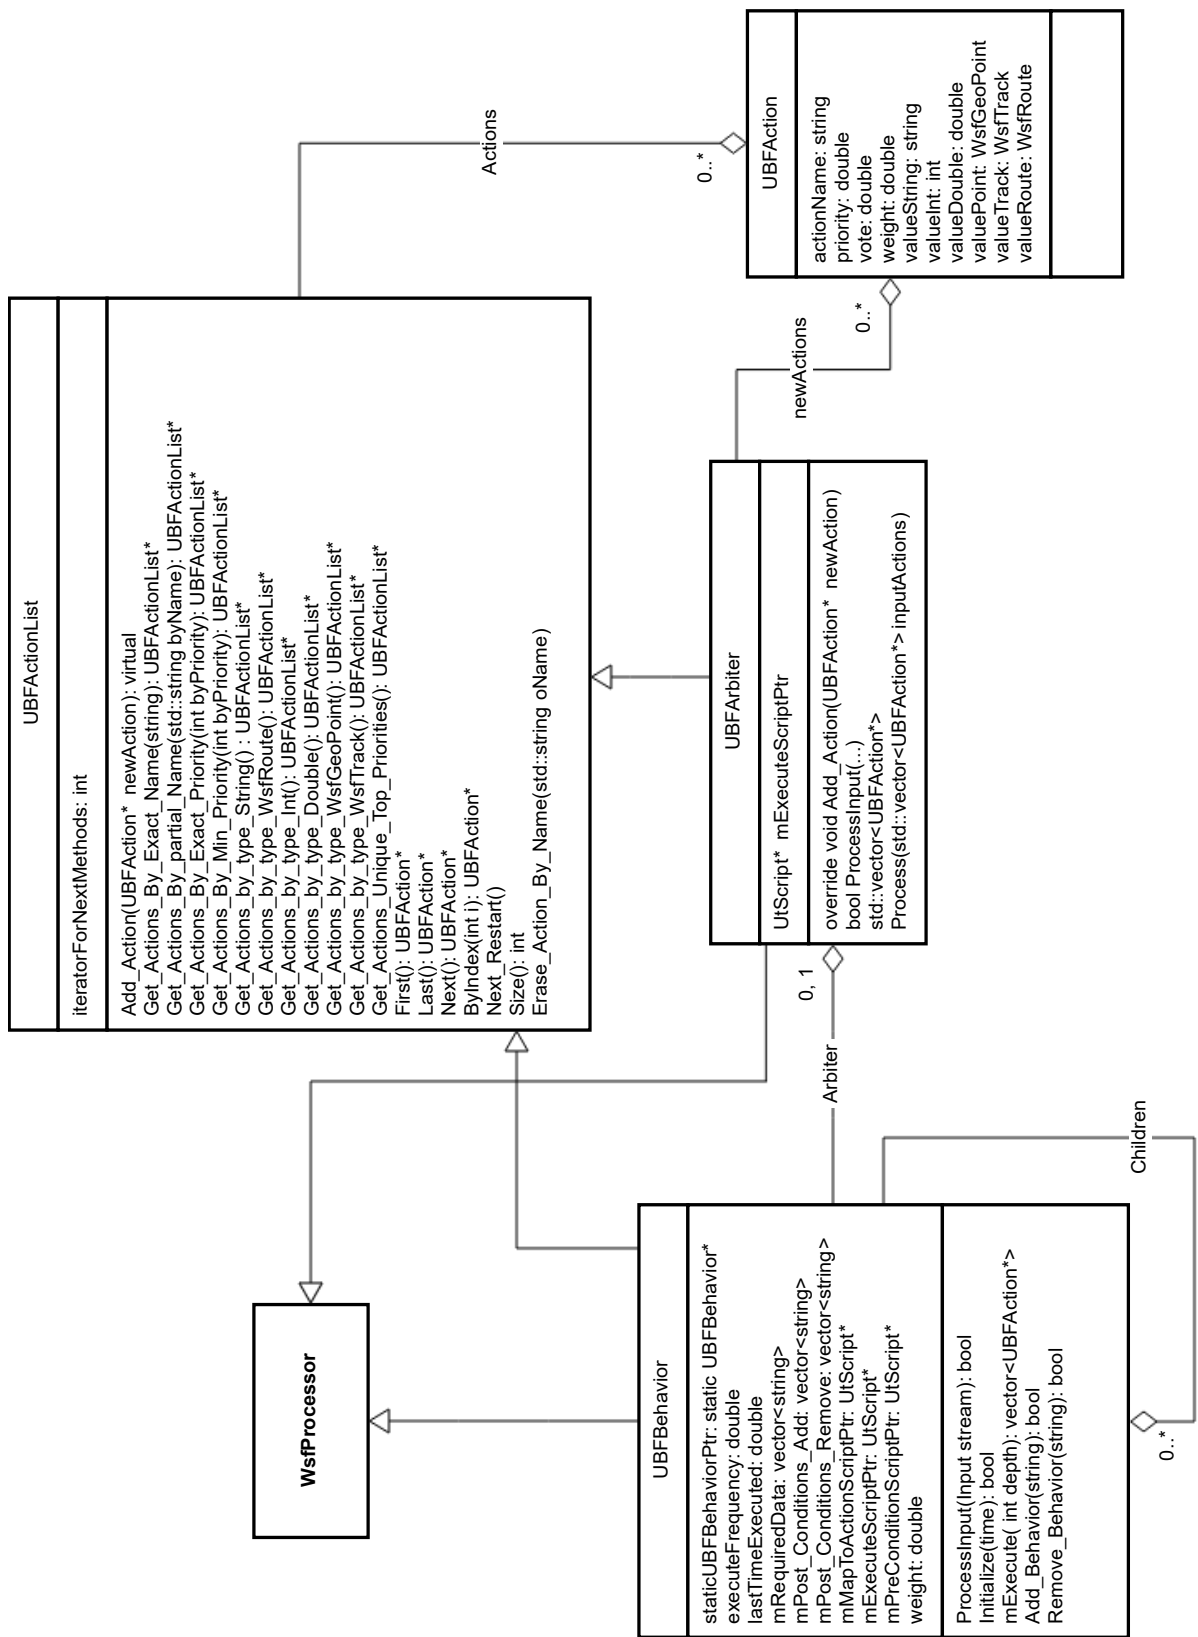 UBFActionList
iteratorForNextMethods: int
Add_Action(UBFAction* newAction): virtual
Get_Actions_By_Exact_Name(string): UBFActionList*
Get_Actions_By_partial_Name(std::string byName): UBFActionList*
Get_Actions_By_Exact_Priority(int byPriority): UBFActionList*
Get_Actions_By_Min_Priority(int byPriority): UBFActionList*
Get_Actions_by_type_String() : UBFActionList*
Get_Actions_by_type_WsfRoute(): UBFActionList*
Get_Actions_by_type_Int(): UBFActionList*
Get_Actions_by_type_Double(): UBFActionList*
Get_Actions_by_type_WsfGeoPoint(): UBFActionList*
Get_Actions_by_type_WsfTrack(): UBFActionList*
Get_Actions_Unique_Top_Priorities(): UBFActionList*
First(): UBFAction*
Last(): UBFAction*
Next(): UBFAction*
ByIndex(int i): UBFAction*
Next_Restart()
Size(): int
Erase_Action_By_Name(std::string oName)
Actions
0..*
UBFAction
actionName: string
priority: double
vote: double
weight: double
valueString: string
valueInt: int
valueDouble: double
valuePoint: WsfGeoPoint
valueTrack: WsfTrack
valueRoute: WsfRoute
newActions
0..*
UBFArbiter
UtScript* mExecuteScriptPtr
override void Add_Action(UBFAction* newAction)
bool ProcessInput(...)
std::vector<UBFAction*>
Process(std::vector<UBFAction*> inputActions)
0, 1
Arbiter
WsfProcessor
UBFBehavior
staticUBFBehaviorPtr: static UBFBehavior*
executeFrequency: double
lastTimeExecuted: double
mRequiredData: vector<string>
mPost_Conditions_Add: vector<string>
mPost_Conditions_Remove: vector<string>
mMapToActionScriptPtr: UtScript*
mExecuteScriptPtr: UtScript*
mPreConditionScriptPtr: UtScript*
weight: double
ProcessInput(Input stream): bool
Initialize(time): bool
mExecute( int depth): vector<UBFAction*>
Add_Behavior(string): bool
Remove_Behavior(string): bool
Children
0..*